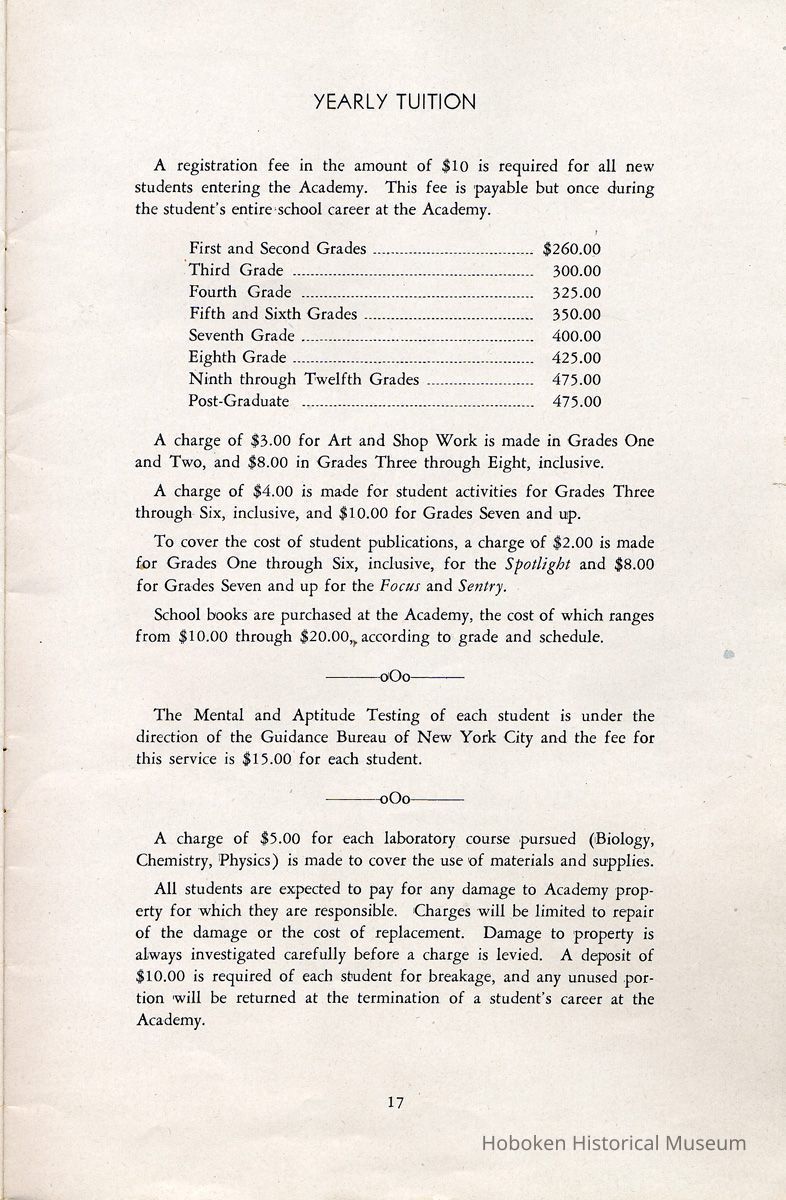 YEARLY TUITION
A registration fee in the amount of $10 is required for all new
students entering the Academy. This fee is payable but once during
the student's entire school career at the Academy.
First and Second Grades ................................ $260.00
Third Grade ................................ 300.00
Fourth Grade ................................ 325.00
Fifth and Sixth Grades ................................ 350.00
Seventh Grade ................................ 400.00
Eighth Grade ................................ 425.00
Ninth through Twelfth Grades ........................ 475.00
Post-Graduate ................................ 475.00
A charge of $3.00 for Art and Shop Work is made in Grades One
and Two, and $8.00 in Grades Three through Eight, inclusive.
A charge of $4.00 is made for student activities for Grades Three
through Six, inclusive, and $10.00 for Grades Seven and up.
To cover the cost of student publications, a charge of $2.00 is made
for Grades One through Six, inclusive, for the Spotlight and $8.00
for Grades Seven and up for the Focus and Sentry.
School books are purchased at the Academy, the cost of which ranges
from $10.00 through $20.00, according to grade and schedule.
———oOo———
The Mental and Aptitude Testing of each student is under the
direction of the Guidance Bureau of New York City and the fee for
this service is $15.00 for each student.
———oOo———
A charge of $5.00 for each laboratory course pursued (Biology,
Chemistry, Physics) is made to cover the use of materials and supplies.
All students are expected to pay for any damage to Academy prop-
erty for which they are responsible. Charges will be limited to repair
of the damage or the cost of replacement. Damage to property is
always investigated carefully before a charge is levied. A deposit of
$10.00 is required of each student for breakage, and any unused por-
tion will be returned at the termination of a student's career at the
Academy.
17
Hoboken Historical Museum